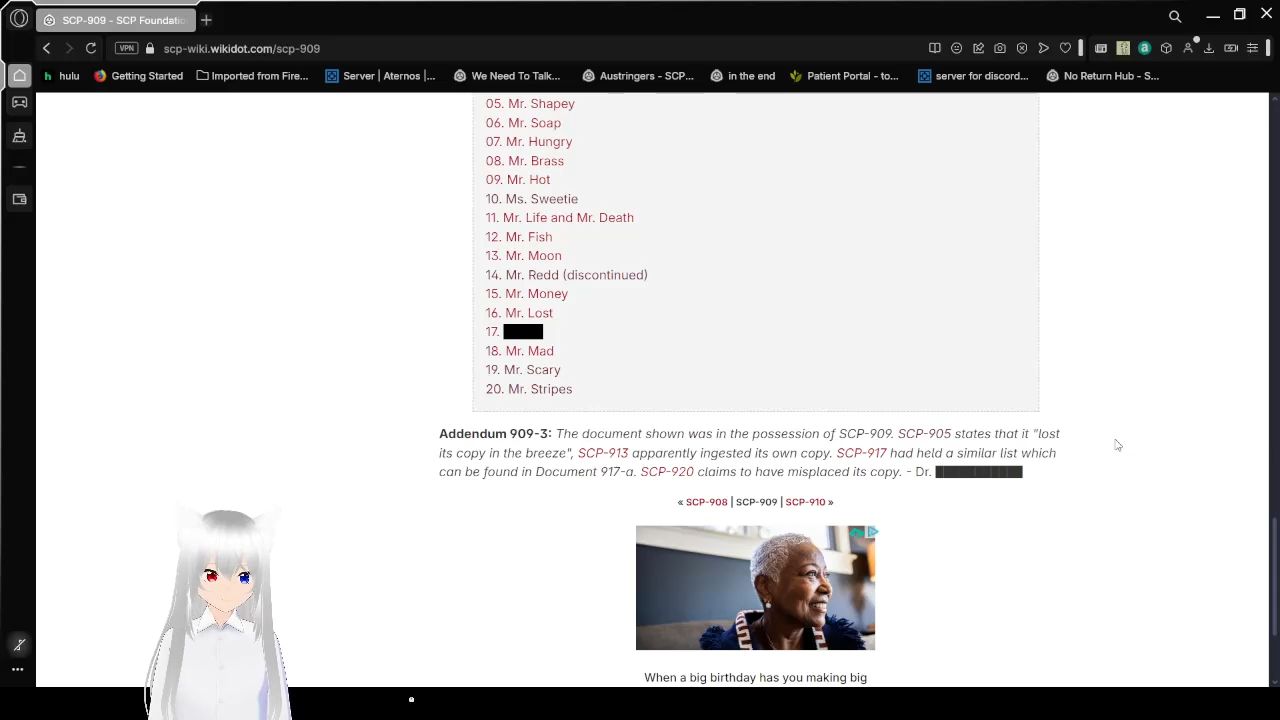 SCP-909 - SCP Foundatio
scp-wiki.wikidot.com/scp-909
VPN
hulu
Getting Started
Imported from Fire...
Server | Aternos |...
We Need To Talk...
Austringers - SCP...
in the end
Patient Portal - to...
server for discord...
No Return Hub - S...
05. Mr. Shapey
06. Mr. Soap
07. Mr. Hungry
08. Mr. Brass
09. Mr. Hot
10. Ms. Sweetie
11. Mr. Life and Mr. Death
12. Mr. Fish
13. Mr. Moon
14. Mr. Redd (discontinued)
15. Mr. Money
16. Mr. Lost
17.
18. Mr. Mad
19. Mr. Scary
20. Mr. Stripes
Addendum 909-3: The document shown was in the possession of SCP-909. SCP-905 states that it "lost
its copy in the breeze", SCP-913 apparently ingested its own copy. SCP-917 had held a similar list which
can be found in Document 917-a. SCP-920 claims to have misplaced its copy. - Dr.
« SCP-908 | SCP-909 | SCP-910 »
When a big birthday has you making big